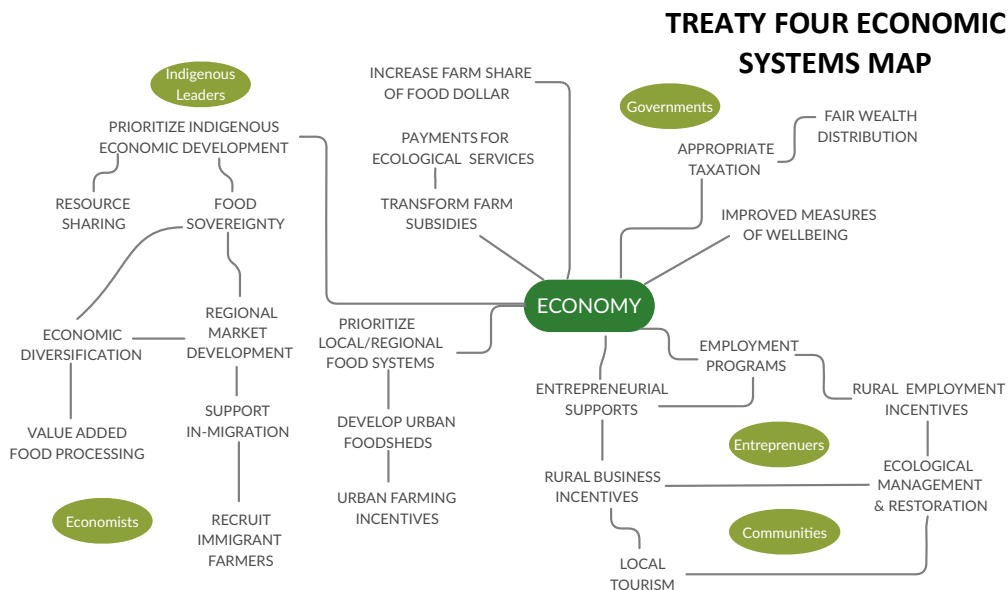 TREATY FOUR ECONOMIC
SYSTEMS MAP
Indigenous
Leaders
PRIORITIZE INDIGENOUS
ECONOMIC DEVELOPMENT
RESOURCE
SHARING
FOOD
SOVEREIGNTY
ECONOMIC
DIVERSIFICATION
REGIONAL
MARKET
DEVELOPMENT
VALUE ADDED
FOOD PROCESSING
SUPPORT
IN-MIGRATION
Economists
RECRUIT
IMMIGRANT
FARMERS
INCREASE FARM SHARE
OF FOOD DOLLAR
PAYMENTS FOR
ECOLOGICAL SERVICES
TRANSFORM FARM
SUBSIDIES
Governments
FAIR WEALTH
DISTRIBUTION
APPROPRIATE
TAXATION
IMPROVED MEASURES
OF WELLBEING
ECONOMY
PRIORITIZE
LOCAL/REGIONAL
FOOD SYSTEMS
DEVELOP URBAN
FOODSHEDS
URBAN FARMING
INCENTIVES
EMPLOYMENT
PROGRAMS
ENTREPRENEURIAL
SUPPORTS
RURAL EMPLOYMENT
INCENTIVES
Entreprenuers
RURAL BUSINESS
INCENTIVES
ECOLOGICAL
MANAGEMENT
& RESTORATION
Communities
LOCAL
TOURISM